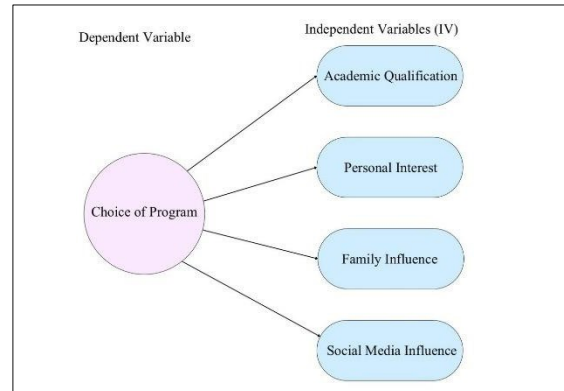 Dependent Variable
Independent Variables (IV)
Academic Qualification
Personal Interest
Choice of Program
Family Influence
Social Media Influence